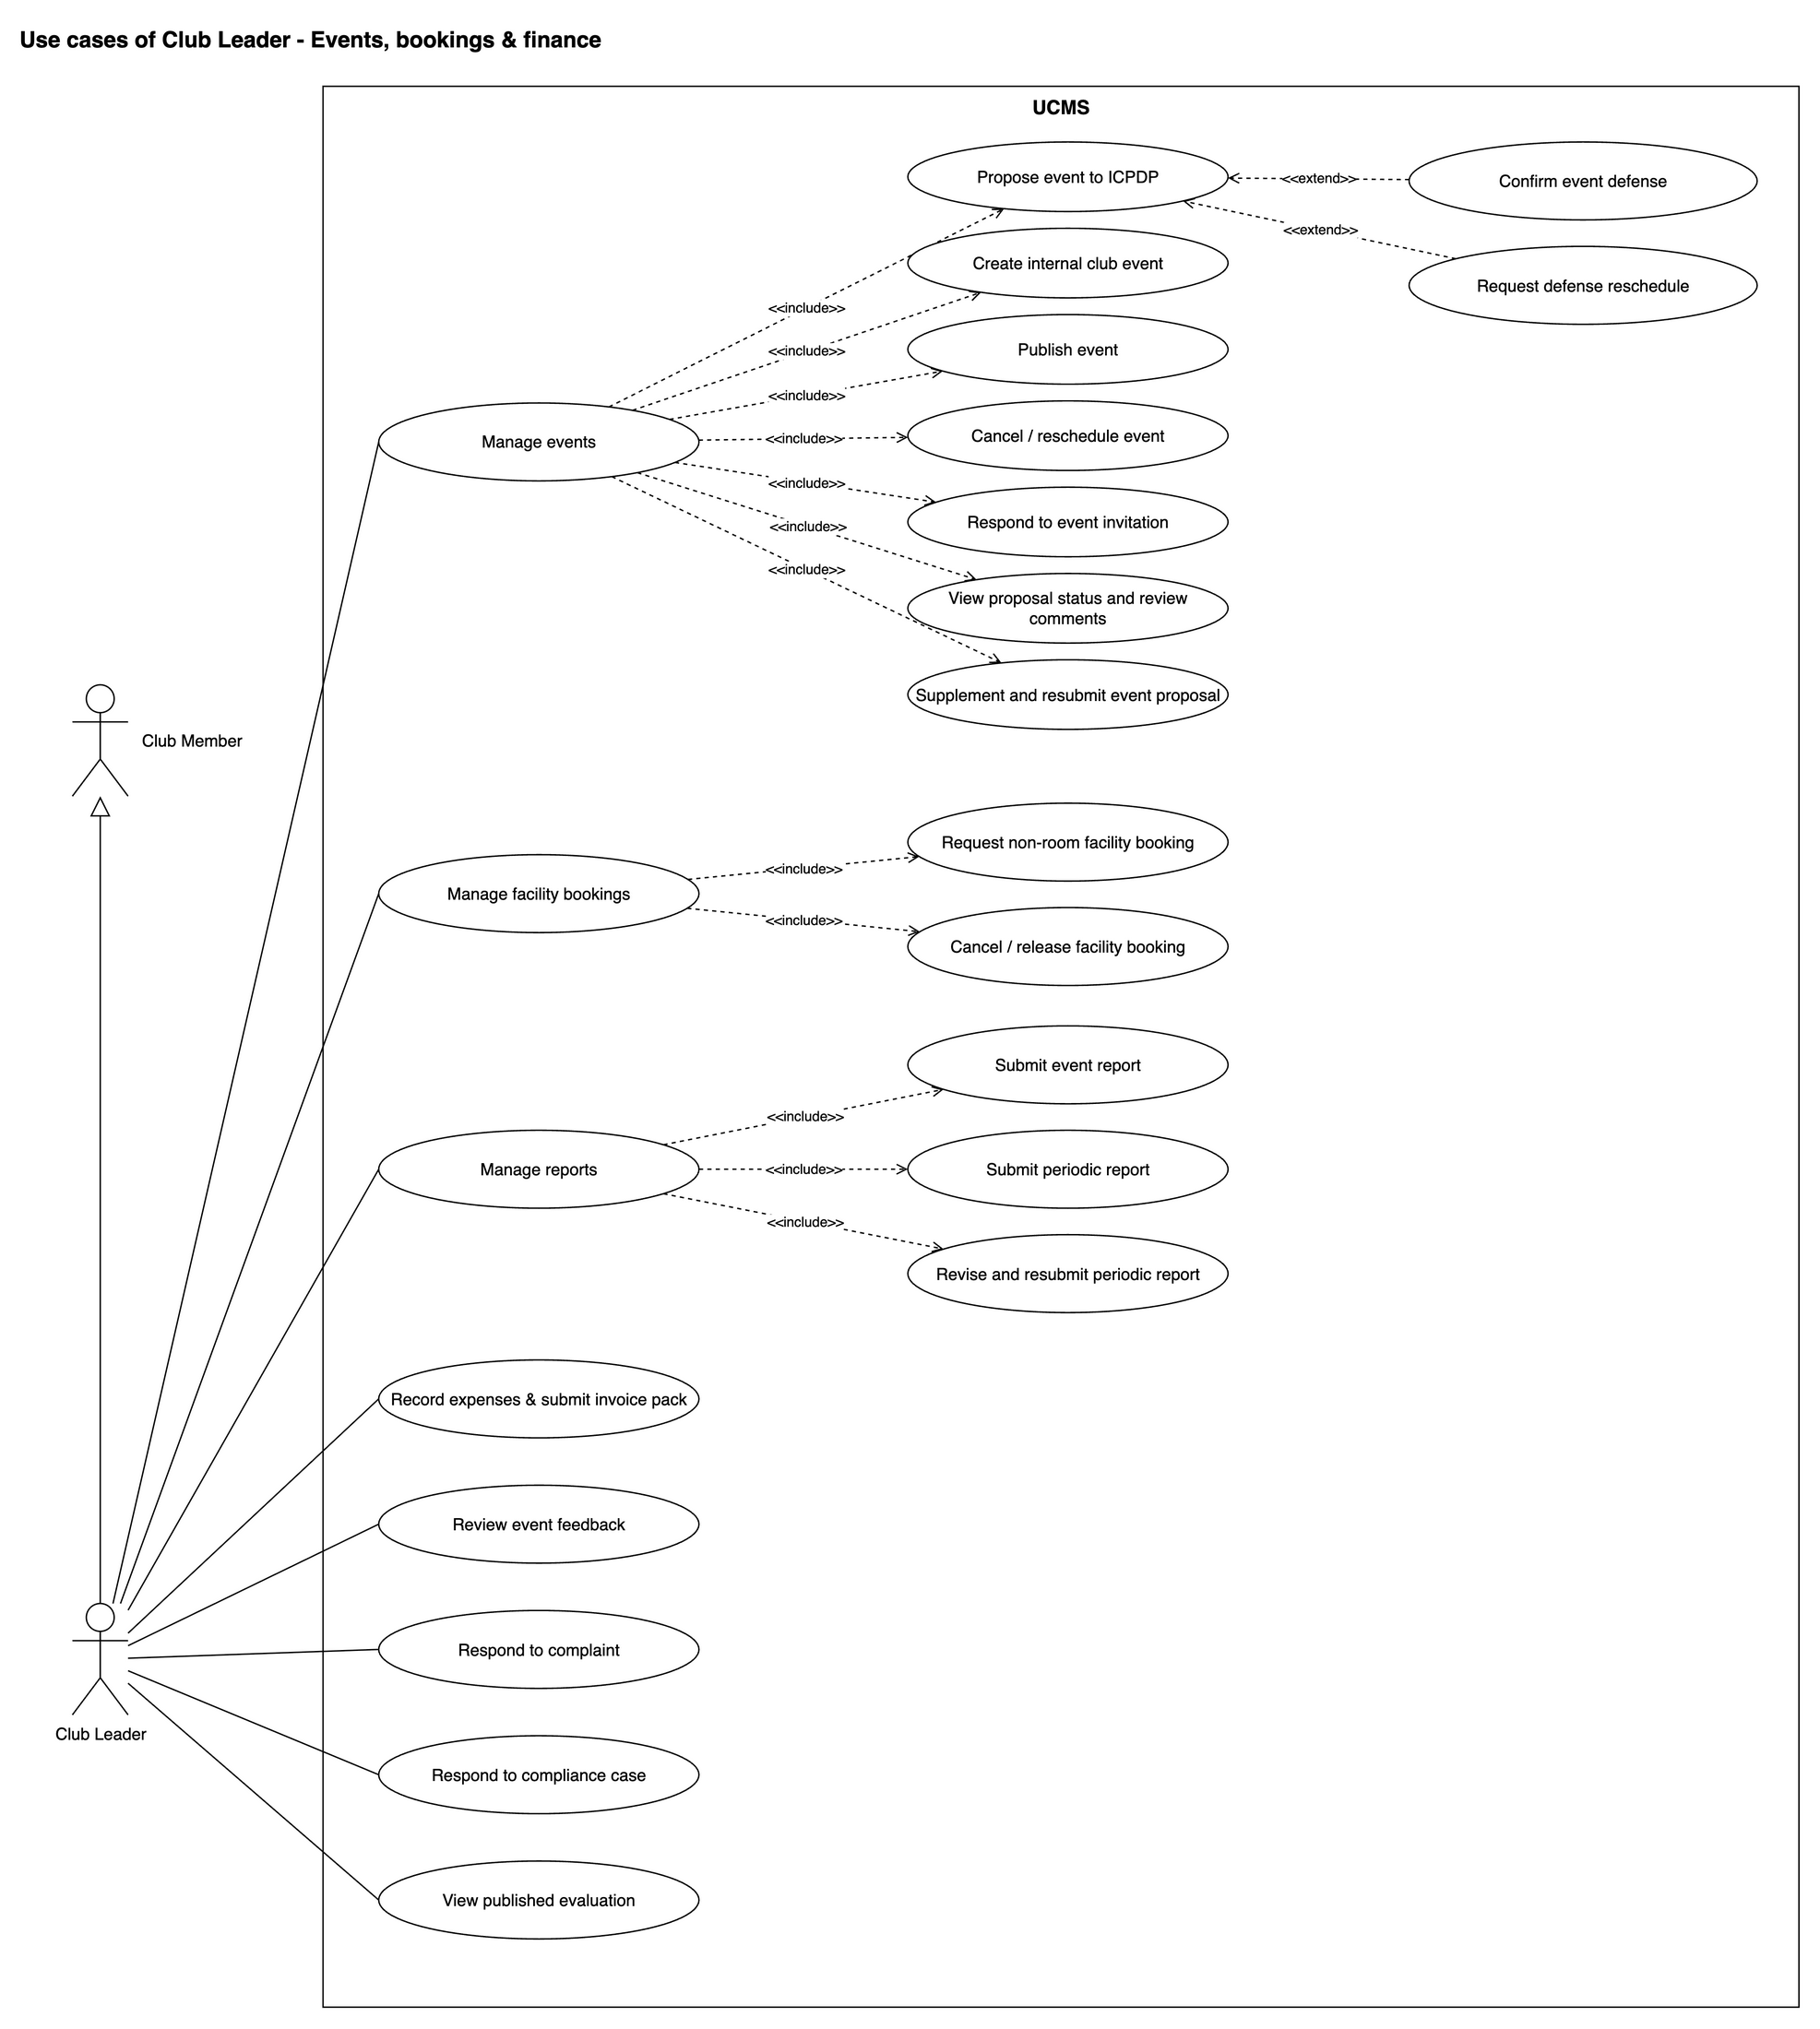 Use cases of Club Leader - Events, bookings & finance
UCMS
Propose event to ICPDP
<<extend>>
Confirm event defense
<<extend>>
Request defense reschedule
Create internal club event
<<include>>
Publish event
<<include>>
<<include>>
Cancel / reschedule event
<<include>>
Manage events
<<include>>
Respond to event invitation
<<include>>
<<include>>
View proposal status and review
comments
Supplement and resubmit event proposal
Club Member
Request non-room facility booking
<<include>>
Manage facility bookings
<<include>>
Cancel / release facility booking
Submit event report
<<include>>
Manage reports
<<include>>
Submit periodic report
<<include>>
Revise and resubmit periodic report
Record expenses & submit invoice pack
Review event feedback
Respond to complaint
Club Leader
Respond to compliance case
View published evaluation